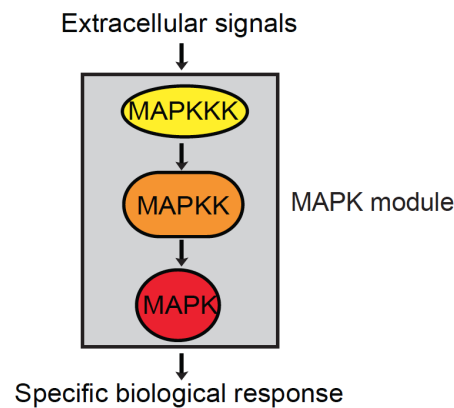 Extracellular signals
MAPKKK
MAPKK
MAPK module
MAPK
Specific biological response